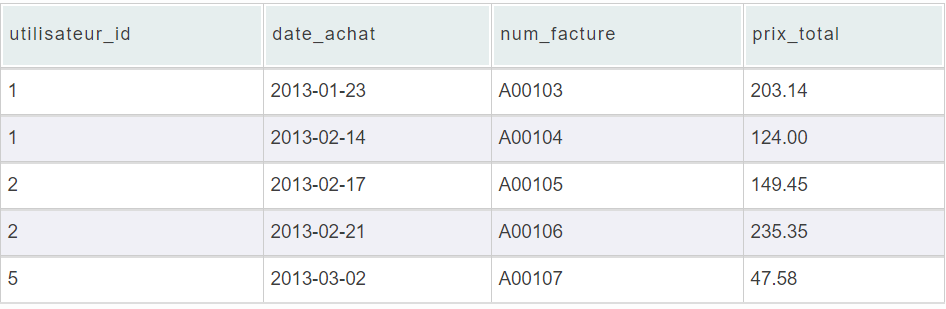 utilisateur_id date_achat num_facture prix_total
1 2013-01-23 A00103 203.14
1 2013-02-14 A00104 124.00
2 2013-02-17 A00105 149.45
2 2013-02-21 A00106 235.35
5 2013-03-02 A00107 47.58